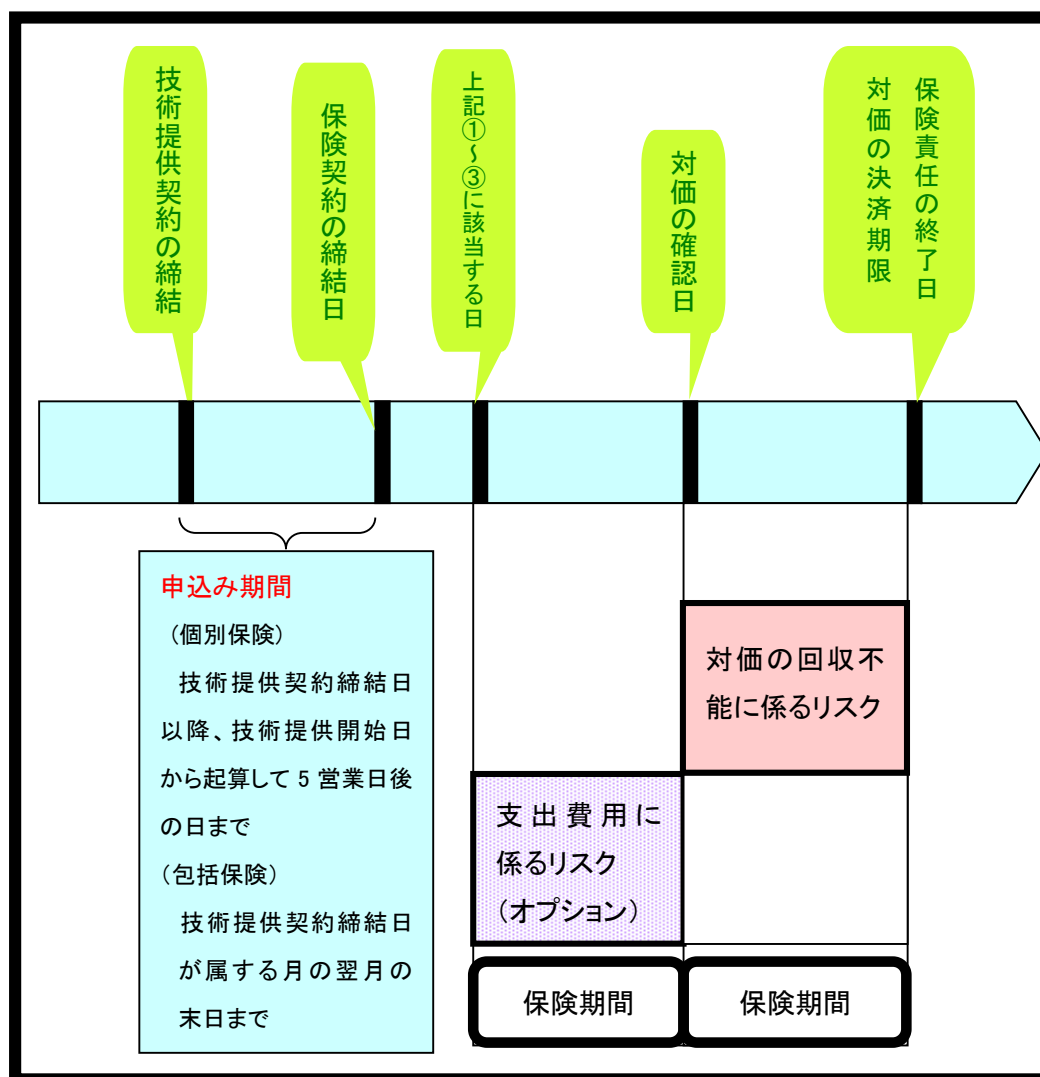 技術提供契約の締結
保険契約の締結日
上記①～③に該当する日
対価の確認日
保険責任の終了日
対価の決済期限
申込み期間
（個別保険）
技術提供契約締結日
以降、技術提供開始日
から起算して 5 営業日後
の日まで
（包括保険）
技術提供契約締結日
が属する月の翌月の
末日まで
対価の回収不
能に係るリスク
支出費用に
係るリスク
（オプション）
保険期間
保険期間